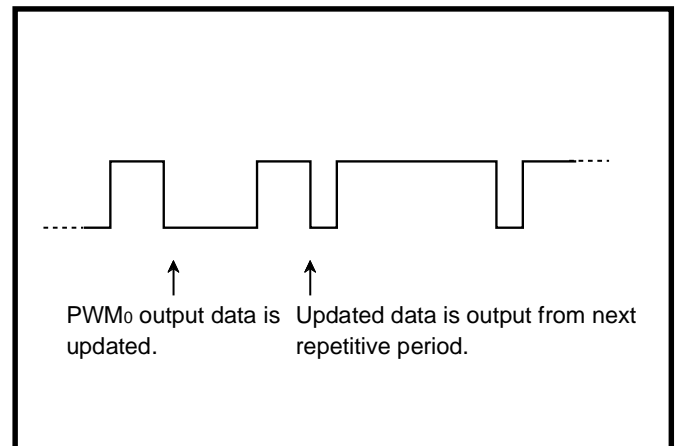 PWM0 output data is
updated.
Updated data is output from next
repetitive period.